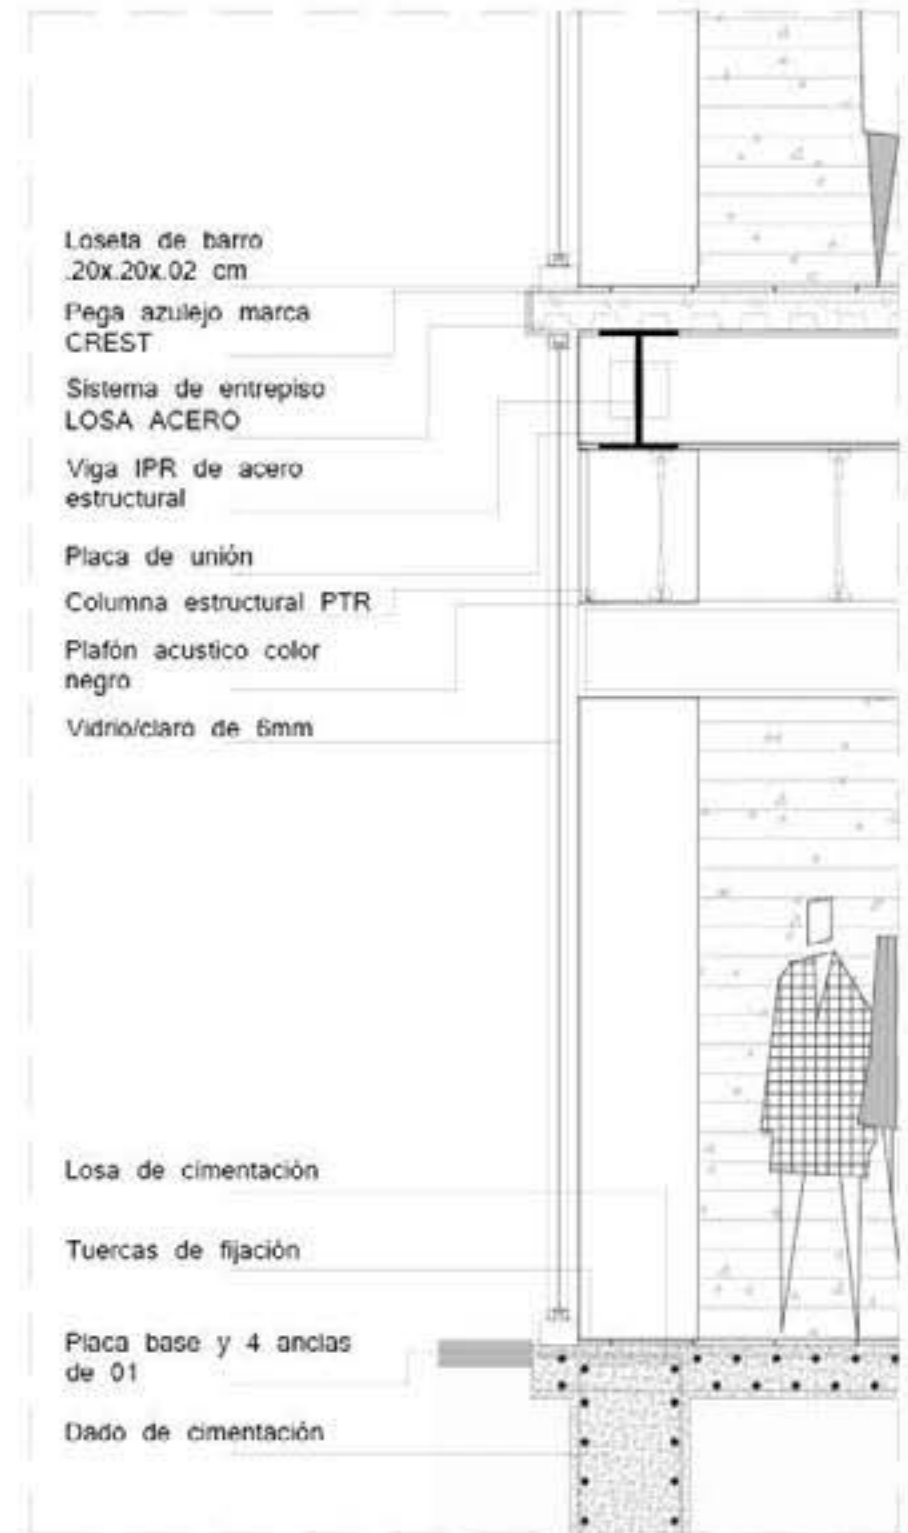 Loseta de barro
.20x.20x.02 cm
Pega azulejo marca
CREST
Sistema de entrepiso
LOSA ACERO
Viga IPR de acero
estructural
Placa de unión
Columna estructural PTR
Plafón acustico color
negro
Vidrio/claro de 6mm
Losa de cimentación
Tuercas de fijación
Placa base y 4 anclas
de 01
Dado de cimentación